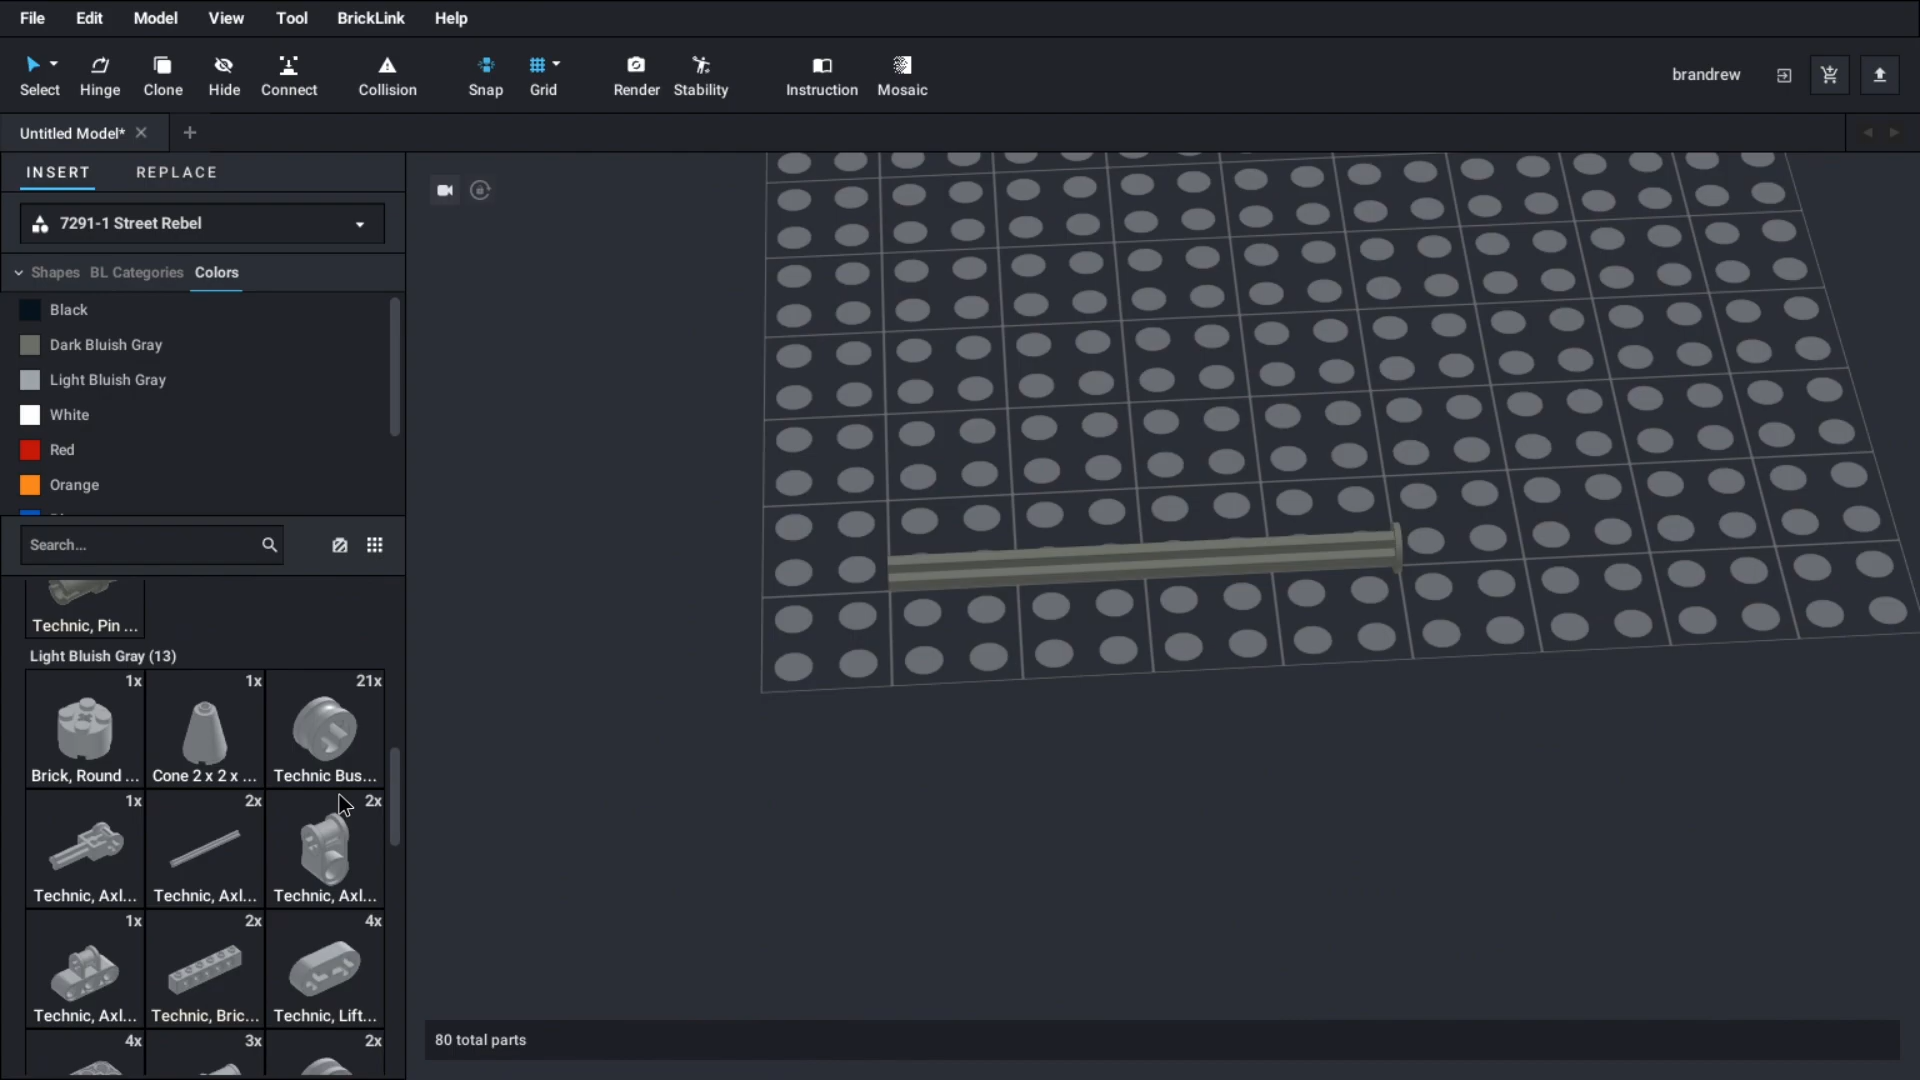 File Edit Model View Tool BrickLink Help
Select Hinge Clone Hide Connect Collision Snap Grid Render Stability Instruction Mosaic
brandrew
Untitled Model*
INSERT REPLACE
7291-1 Street Rebel
Shapes BL Categories Colors
Black
Dark Bluish Gray
Light Bluish Gray
White
Red
Orange
Search...
Technic, Pin ...
Light Bluish Gray (13)
1x 1x 21x
Brick, Round ... Cone 2 x 2 x ... Technic Bus...
1x 2x 2x
Technic, Axl... Technic, Axl... Technic, Axl...
1x 2x 4x
Technic, Axl... Technic, Bric... Technic, Lift...
4x 3x 2x
80 total parts